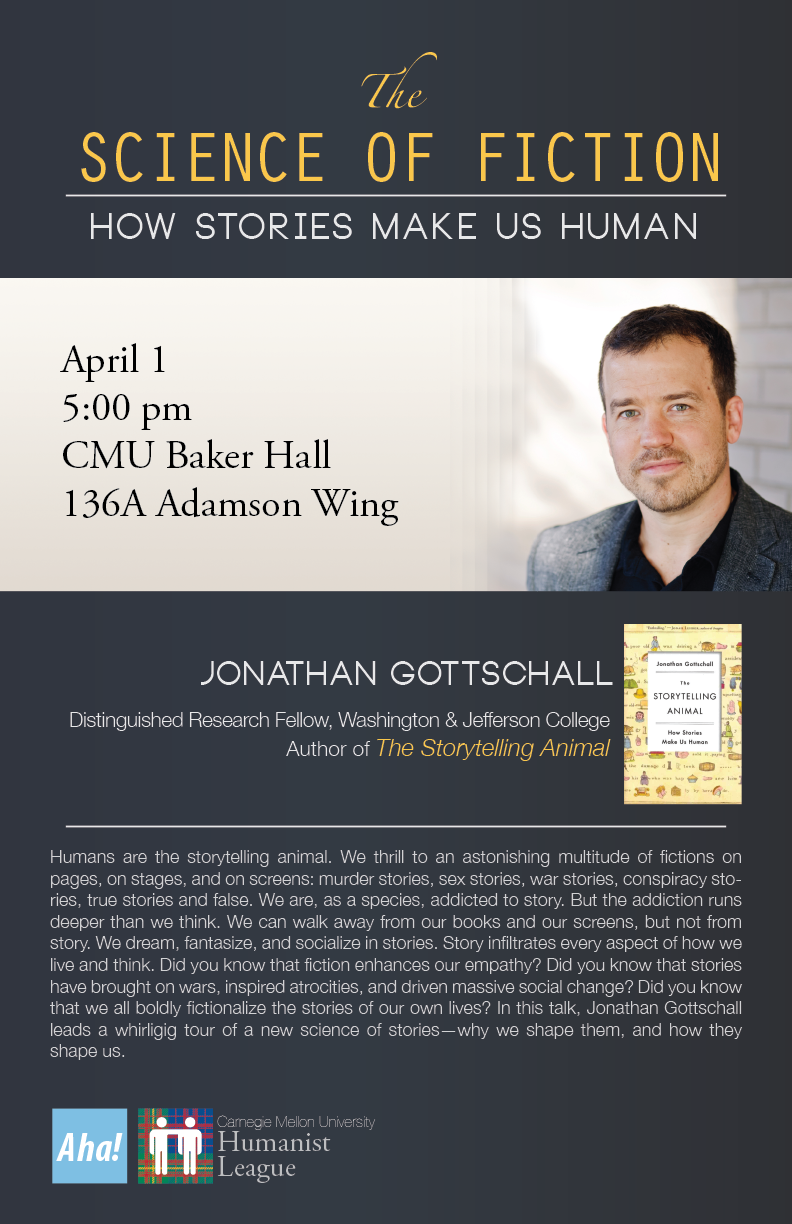 The
SCIENCE OF FICTION
HOW STORIES MAKE US HUMAN
April 1
5:00 pm
CMU Baker Hall
136A Adamson Wing
JONATHAN GOTTSCHALL
Distinguished Research Fellow, Washington & Jefferson College
Author of The Storytelling Animal
Jonathan Gottschall
The
STORYTELLING
ANIMAL
How Stories
Make Us Human
Humans are the storytelling animal. We thrill to an astonishing multitude of fictions on
pages, on stages, and on screens: murder stories, sex stories, war stories, conspiracy sto-
ries, true stories and false. We are, as a species, addicted to story. But the addiction runs
deeper than we think. We can walk away from our books and our screens, but not from
story. We dream, fantasize, and socialize in stories. Story infiltrates every aspect of how we
live and think. Did you know that fiction enhances our empathy? Did you know that stories
have brought on wars, inspired atrocities, and driven massive social change? Did you know
that we all boldly fictionalize the stories of our own lives? In this talk, Jonathan Gottschall
leads a whirligig tour of a new science of stories—why we shape them, and how they
shape us.
Aha!
Carnegie Mellon University
Humanist
League